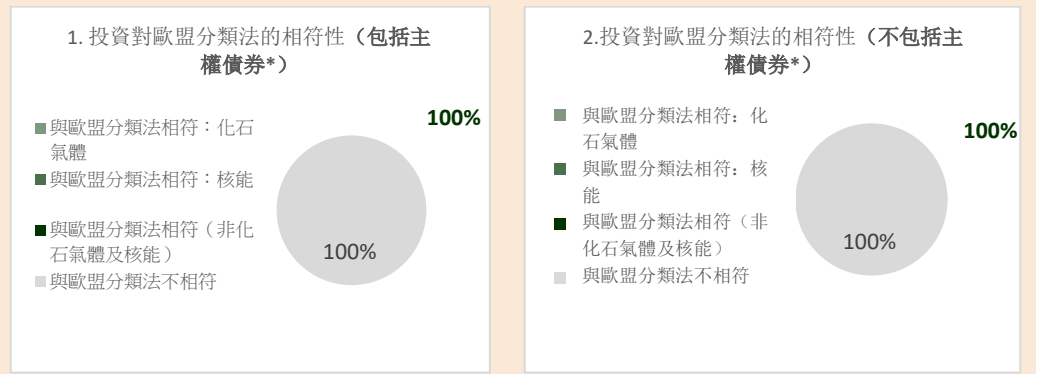 1. 投資對歐盟分類法的相符性（包括主
權債券*）
100%
與歐盟分類法相符：化石
氣體
與歐盟分類法相符：核能
與歐盟分類法相符（非化
石氣體及核能）
與歐盟分類法不相符
100%
2.投資對歐盟分類法的相符性（不包括主
權債券*）
100%
與歐盟分類法相符：化
石氣體
與歐盟分類法相符：核
能
與歐盟分類法相符（非
化石氣體及核能）
與歐盟分類法不相符
100%